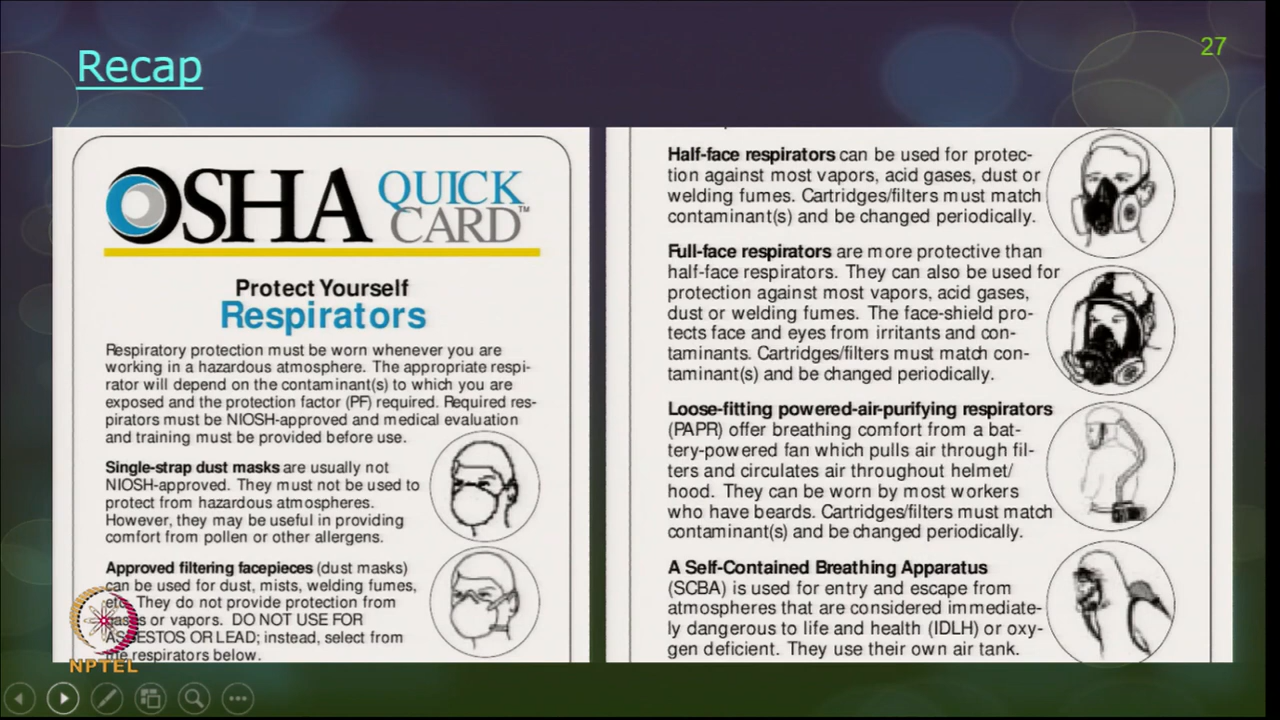 Recap
27
OSHA QUICK
CARD™
Protect Yourself
Respirators
Respiratory protection must be worn whenever you are
working in a hazardous atmosphere. The appropriate respi-
rator will depend on the contaminant(s) to which you are
exposed and the protection factor (PF) required. Required res-
pirators must be NIOSH-approved and medical evaluation
and training must be provided before use.
Single-strap dust masks are usually not
NIOSH-approved. They must not be used to
protect from hazardous atmospheres.
However, they may be useful in providing
comfort from pollen or other allergens.
Approved filtering facepieces (dust masks)
can be used for dust, mists, welding fumes,
etc. They do not provide protection from
gases or vapors. DO NOT USE FOR
ASBESTOS OR LEAD; instead, select from
the respirators below.
Half-face respirators can be used for protec-
tion against most vapors, acid gases, dust or
welding fumes. Cartridges/filters must match
contaminant(s) and be changed periodically.
Full-face respirators are more protective than
half-face respirators. They can also be used for
protection against most vapors, acid gases,
dust or welding fumes. The face-shield pro-
tects face and eyes from irritants and con-
taminants. Cartridges/filters must match con-
taminant(s) and be changed periodically.
Loose-fitting powered-air-purifying respirators
(PAPR) offer breathing comfort from a bat-
tery-powered fan which pulls air through fil-
ters and circulates air throughout helmet/
hood. They can be worn by most workers
who have beards. Cartridges/filters must match
contaminant(s) and be changed periodically.
A Self-Contained Breathing Apparatus
(SCBA) is used for entry and escape from
atmospheres that are considered immediate-
ly dangerous to life and health (IDLH) or oxy-
gen deficient. They use their own air tank.
NPTEL